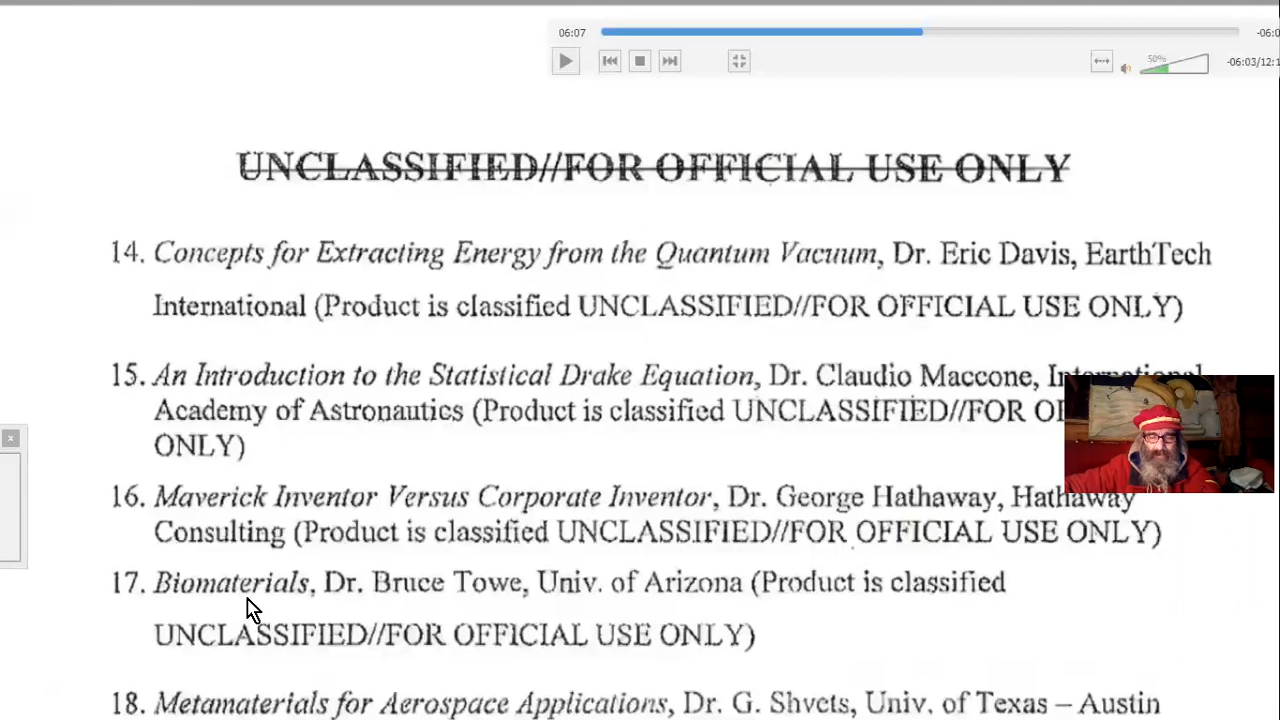 06:07
-06:0
50%
-06:03/12:1
UNCLASSIFIED//FOR OFFICIAL USE ONLY
14. Concepts for Extracting Energy from the Quantum Vacuum, Dr. Eric Davis, EarthTech
International (Product is classified UNCLASSIFIED//FOR OFFICIAL USE ONLY)
15. An Introduction to the Statistical Drake Equation, Dr. Claudio Maccone, International
Academy of Astronautics (Product is classified UNCLASSIFIED//FOR
ONLY)
16. Maverick Inventor Versus Corporate Inventor, Dr. George Hathaway, Hathaway
Consulting (Product is classified UNCLASSIFIED//FOR OFFICIAL USE ONLY)
17. Biomaterials, Dr. Bruce Towe, Univ. of Arizona (Product is classified
UNCLASSIFIED//FOR OFFICIAL USE ONLY)
18. Metamaterials for Aerospace Applications, Dr. G. Shvets, Univ. of Texas – Austin